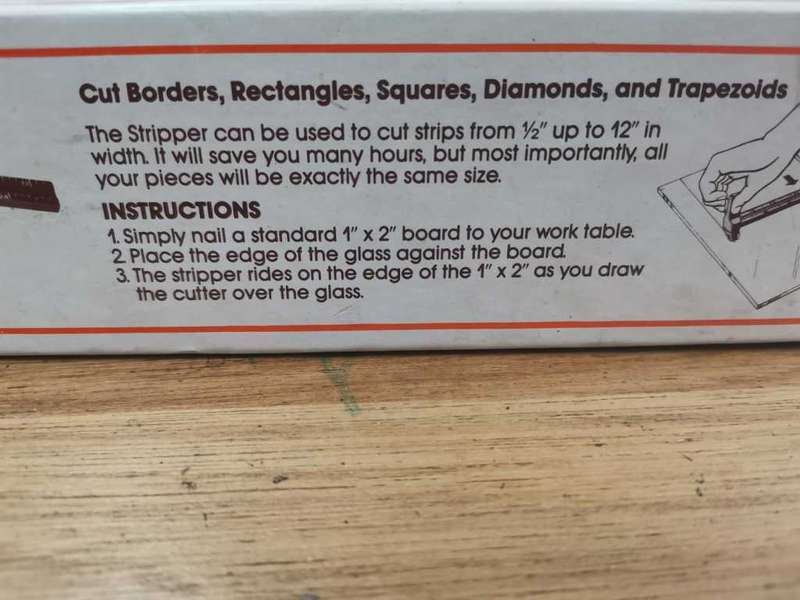 Cut Borders, Rectangles, Squares, Diamonds, and Trapezoids
The Stripper can be used to cut strips from ½" up to 12" in
width. It will save you many hours, but most importantly, all
your pieces will be exactly the same size.
INSTRUCTIONS
1. Simply nail a standard 1" x 2" board to your work table.
2. Place the edge of the glass against the board.
3. The stripper rides on the edge of the 1" x 2" as you draw
the cutter over the glass.